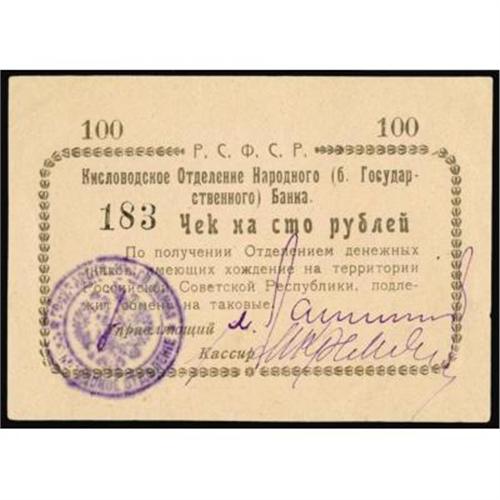 100 100
Р. С. Ф. С. Р.
Кисловодское Отделение Народного (б. Государ-
ственного) Банка.
183 Чек на сто рублей
По получении Отделением денежных
знаков, имеющих хождение на территории
Российской Советской Республики, подле-
жит обмену на таковые.
Управляющий
Кассир